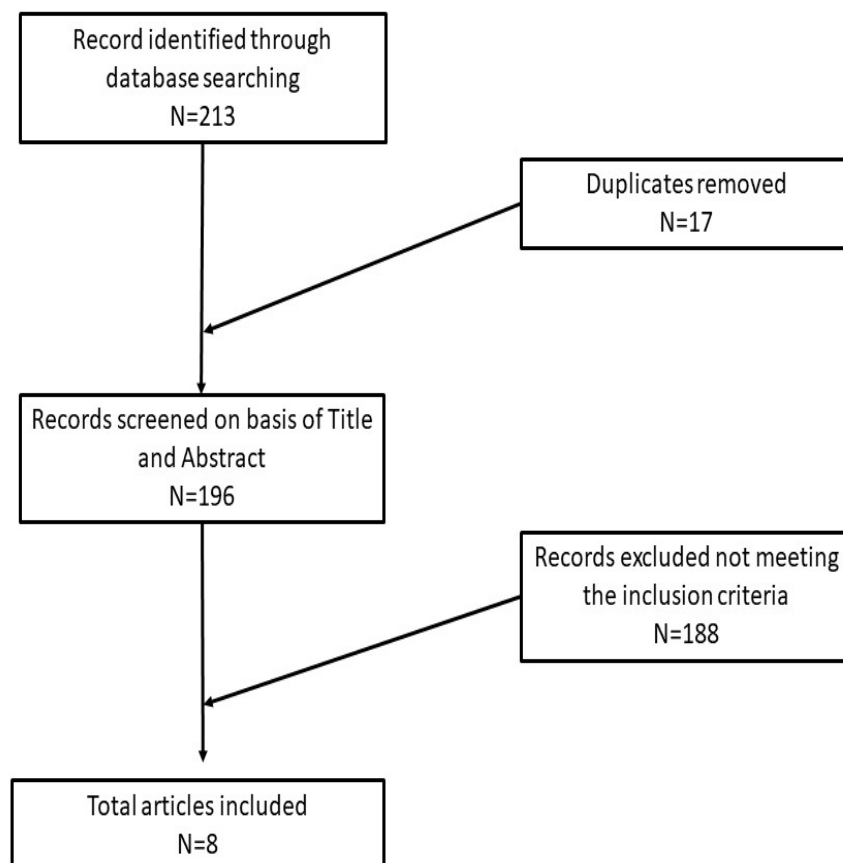 Record identified through
database searching
N=213
Duplicates removed
N=17
Records screened on basis of Title
and Abstract
N=196
Records excluded not meeting
the inclusion criteria
N=188
Total articles included
N=8